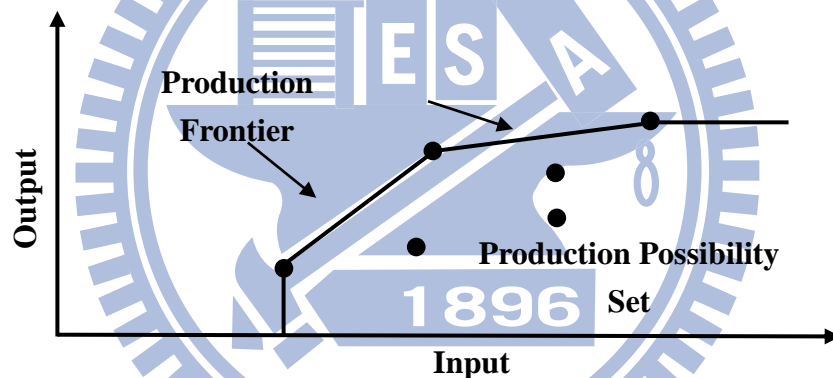 E S A
Production
Frontier
Output
Production Possibility
Set
1896
Input